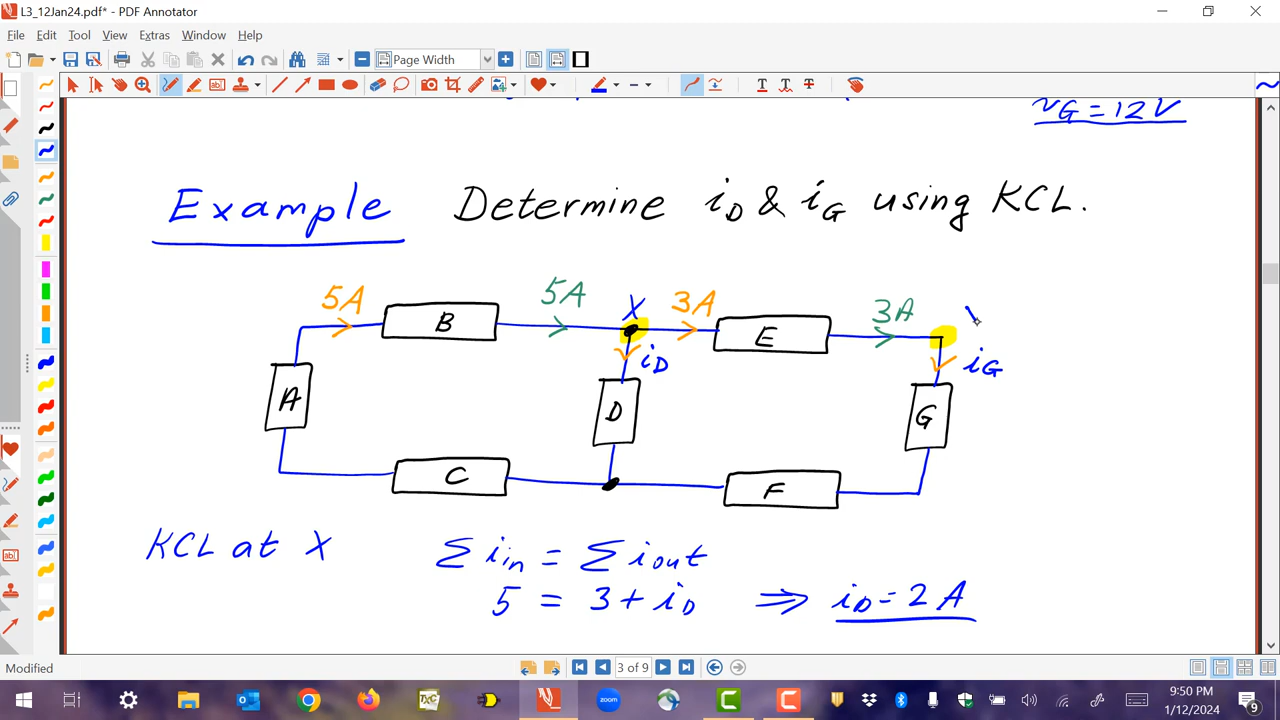 L3_12Jan24.pdf* - PDF Annotator
File Edit Tool View Extras Window Help
Page Width
vG = 12V
Example Determine iD & iG using KCL.
5A 5A X 3A 3A
B E
iD iG
A D G
C F
KCL at X Σ iin = Σ iout
5 = 3 + iD ⇒ iD = 2 A
Modified
3 of 9
9:50 PM
1/12/2024
9